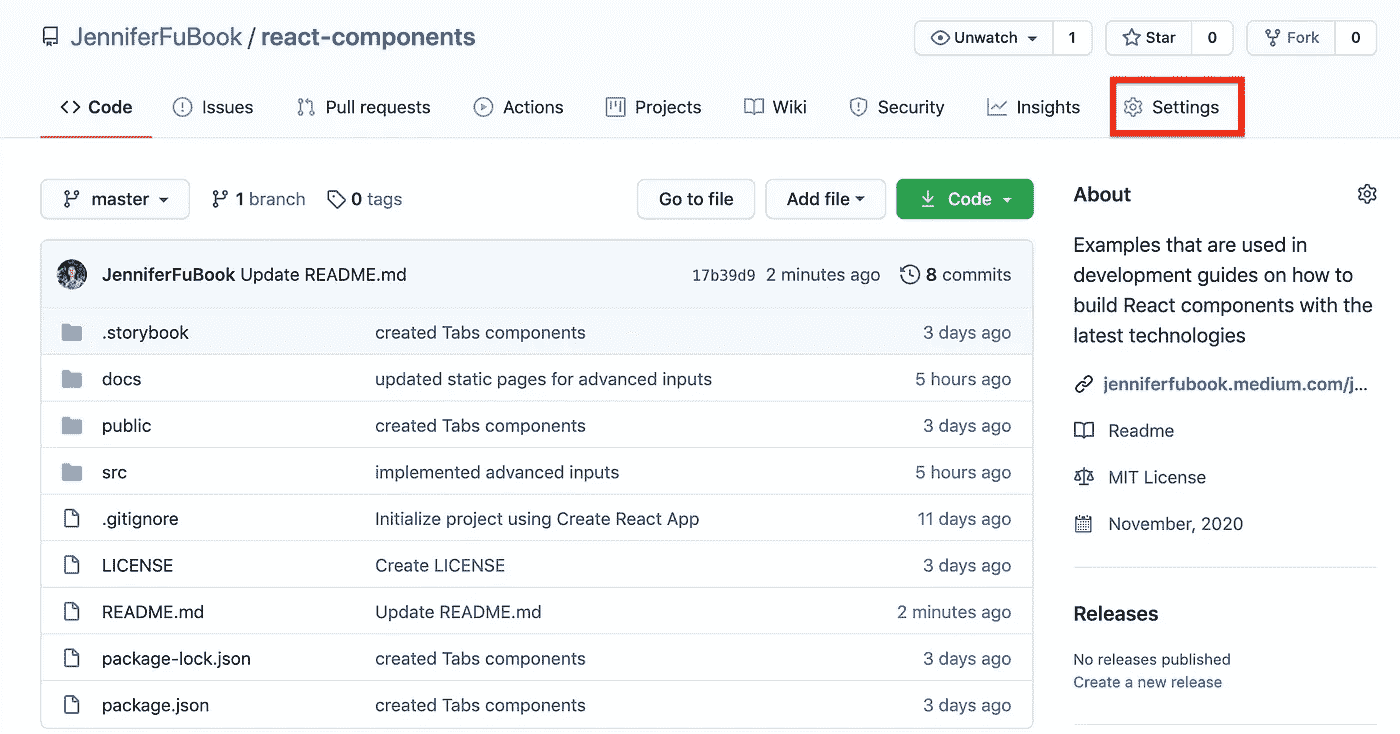 JenniferFuBook / react-components
Unwatch 1 Star 0 Fork 0
Code Issues Pull requests Actions Projects Wiki Security Insights Settings
master 1 branch 0 tags Go to file Add file Code
JenniferFuBook Update README.md 17b39d9 2 minutes ago 8 commits
.storybook created Tabs components 3 days ago
docs updated static pages for advanced inputs 5 hours ago
public created Tabs components 3 days ago
src implemented advanced inputs 5 hours ago
.gitignore Initialize project using Create React App 11 days ago
LICENSE Create LICENSE 3 days ago
README.md Update README.md 2 minutes ago
package-lock.json created Tabs components 3 days ago
package.json created Tabs components 3 days ago
About
Examples that are used in
development guides on how to
build React components with the
latest technologies
jenniferfubook.medium.com/j...
Readme
MIT License
November, 2020
Releases
No releases published
Create a new release